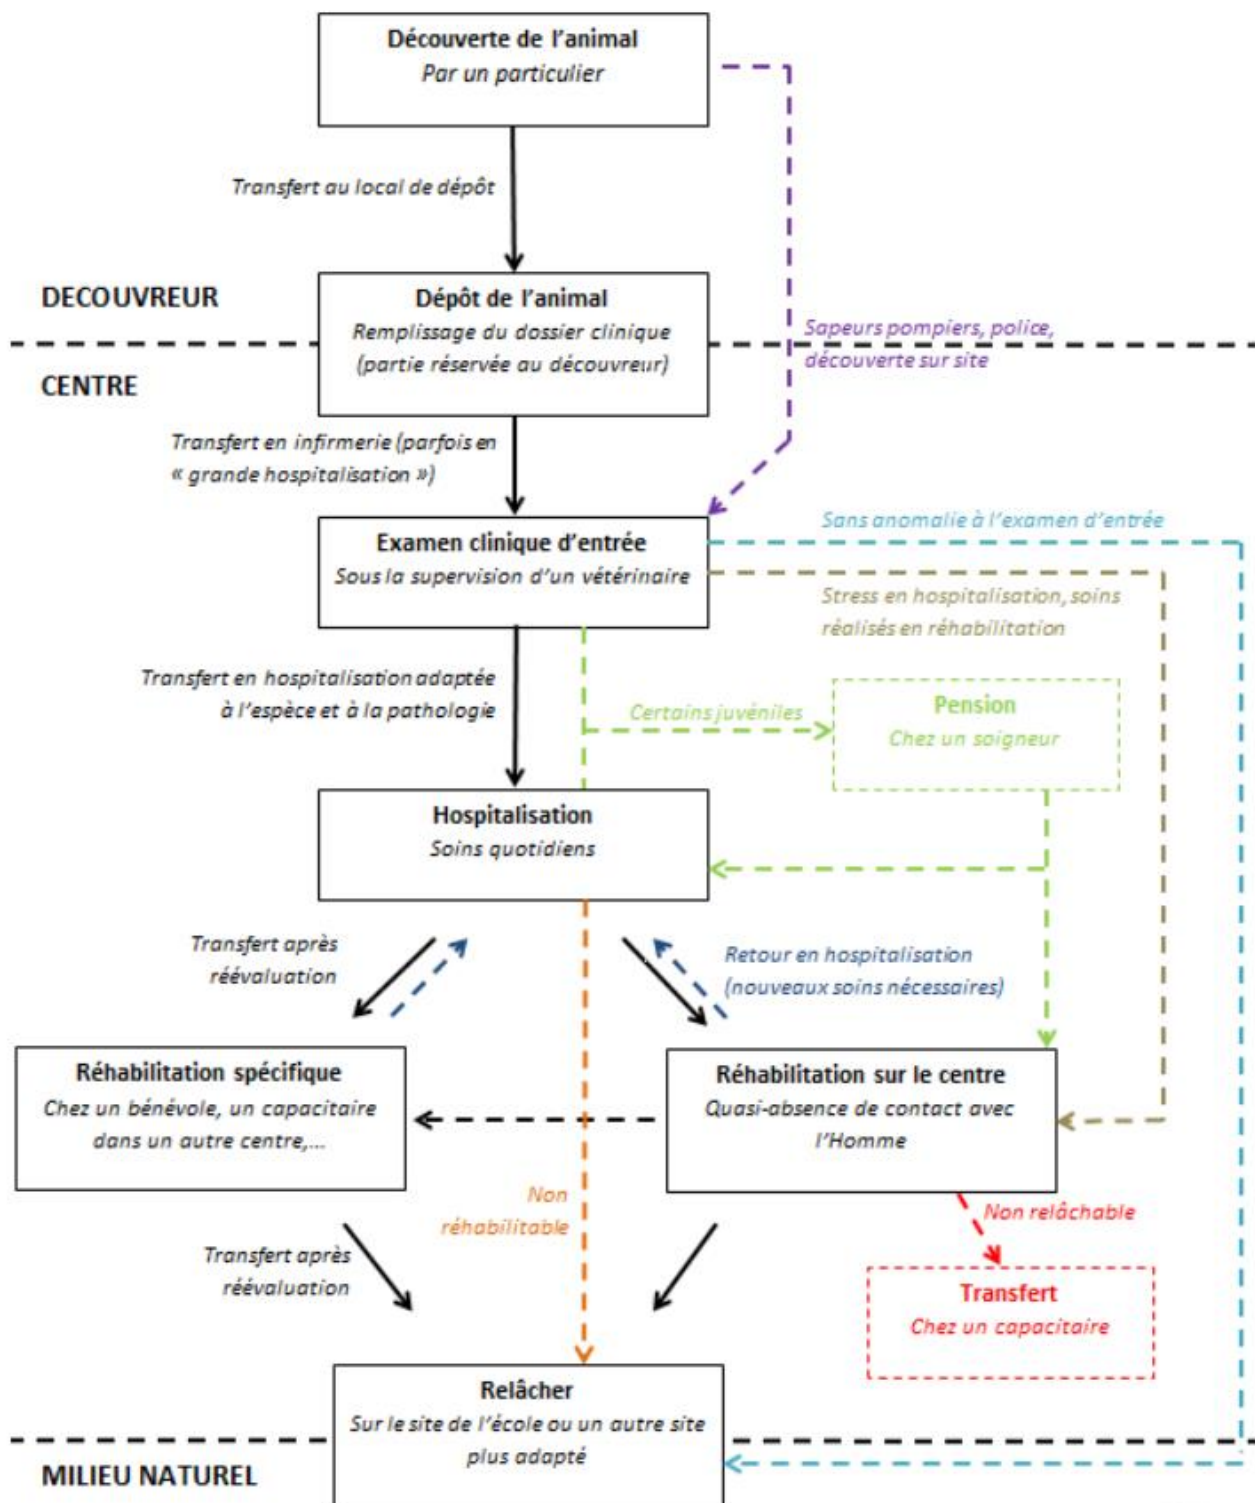 Découverte de l'animal
Par un particulier
Transfert au local de dépôt
DECOUVREUR
Dépôt de l'animal
Remplissage du dossier clinique
(partie réservée au découvreur)
Sapeurs pompiers, police,
découverte sur site
CENTRE
Transfert en infirmerie (parfois en
« grande hospitalisation »)
Examen clinique d'entrée
Sous la supervision d'un vétérinaire
Sans anomalie à l'examen d'entrée
Stress en hospitalisation, soins
réalisés en réhabilitation
Transfert en hospitalisation adaptée
à l'espèce et à la pathologie
Certains juvéniles
Pension
Chez un soigneur
Hospitalisation
Soins quotidiens
Transfert après
réévaluation
Retour en hospitalisation
(nouveaux soins nécessaires)
Réhabilitation spécifique
Chez un bénévole, un capacitaire
dans un autre centre,...
Réhabilitation sur le centre
Quasi-absence de contact avec
l'Homme
Non
réhabilitable
Non relâchable
Transfert après
réévaluation
Transfert
Chez un capacitaire
Relâcher
Sur le site de l'école ou un autre site
plus adapté
MILIEU NATUREL